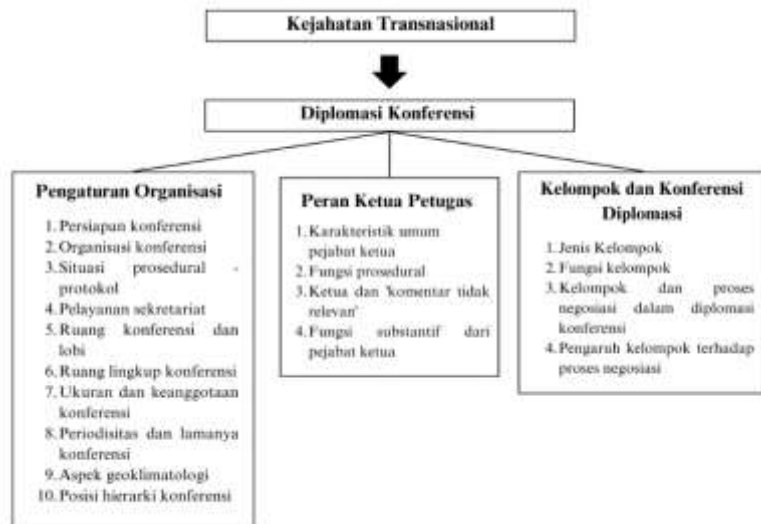 Kejahatan Transnasional
Diplomasi Konferensi
Pengaturan Organisasi
1. Persiapun konferensi
2. Organisasi konferensi
3. Situasi prosedural -
protokol
4. Pelayanan sekretariat
5. Ruang konferensi dan
lobi
6. Ruang lingkup konferensi
7. Ukuran dan keanggotaan
konferensi
8. Periodisitas dan lamanya
konferensi
9. Aspek geoklimatologi
10. Posisi hierarki konferensi
Peran Ketua Petugas
1. Karakteristik umum
pejabat ketua
2. Fungsi prosedural
3. Ketua dan 'komentar tidak
relevan'
4. Fungsi substantif dari
pejabat ketua
Kelompok dan Konferensi
Diplomasi
1. Jenis Kelompok
2. Fungsi kelompok
3. Kelompok dan proses
negosiasi dalam diplomasi
konferensi
4. Pengaruh kelompok terhadap
proses negosiasi